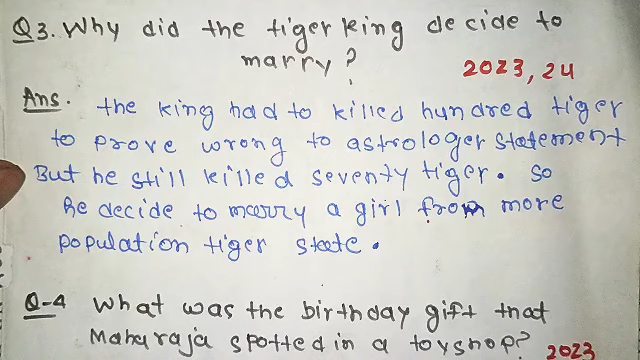 Q3. Why did the tiger king decide to
marry?
2023, 24
Ans. the king had to killed hundred tiger
to prove wrong to astrologer statement
But he still killed seventy tiger. So
he decide to marry a girl from more
population tiger state.
Q-4 What was the birthday gift that
Maharaja spotted in a toyshop? 2023